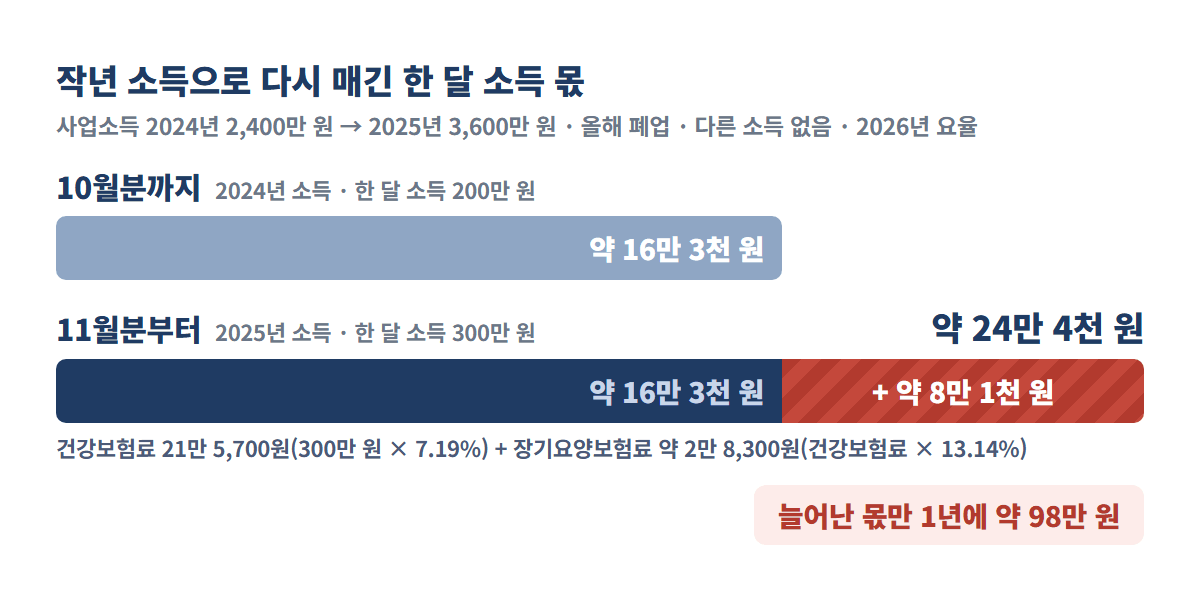 작년 소득으로 다시 매긴 한 달 소득 몫
사업소득 2024년 2,400만 원 → 2025년 3,600만 원 · 올해 폐업 · 다른 소득 없음 · 2026년 요율
10월분까지 2024년 소득 · 한 달 소득 200만 원
약 16만 3천 원
11월분부터 2025년 소득 · 한 달 소득 300만 원 약 24만 4천 원
약 16만 3천 원 + 약 8만 1천 원
건강보험료 21만 5,700원(300만 원 × 7.19%) + 장기요양보험료 약 2만 8,300원(건강보험료 × 13.14%)
늘어난 몫만 1년에 약 98만 원